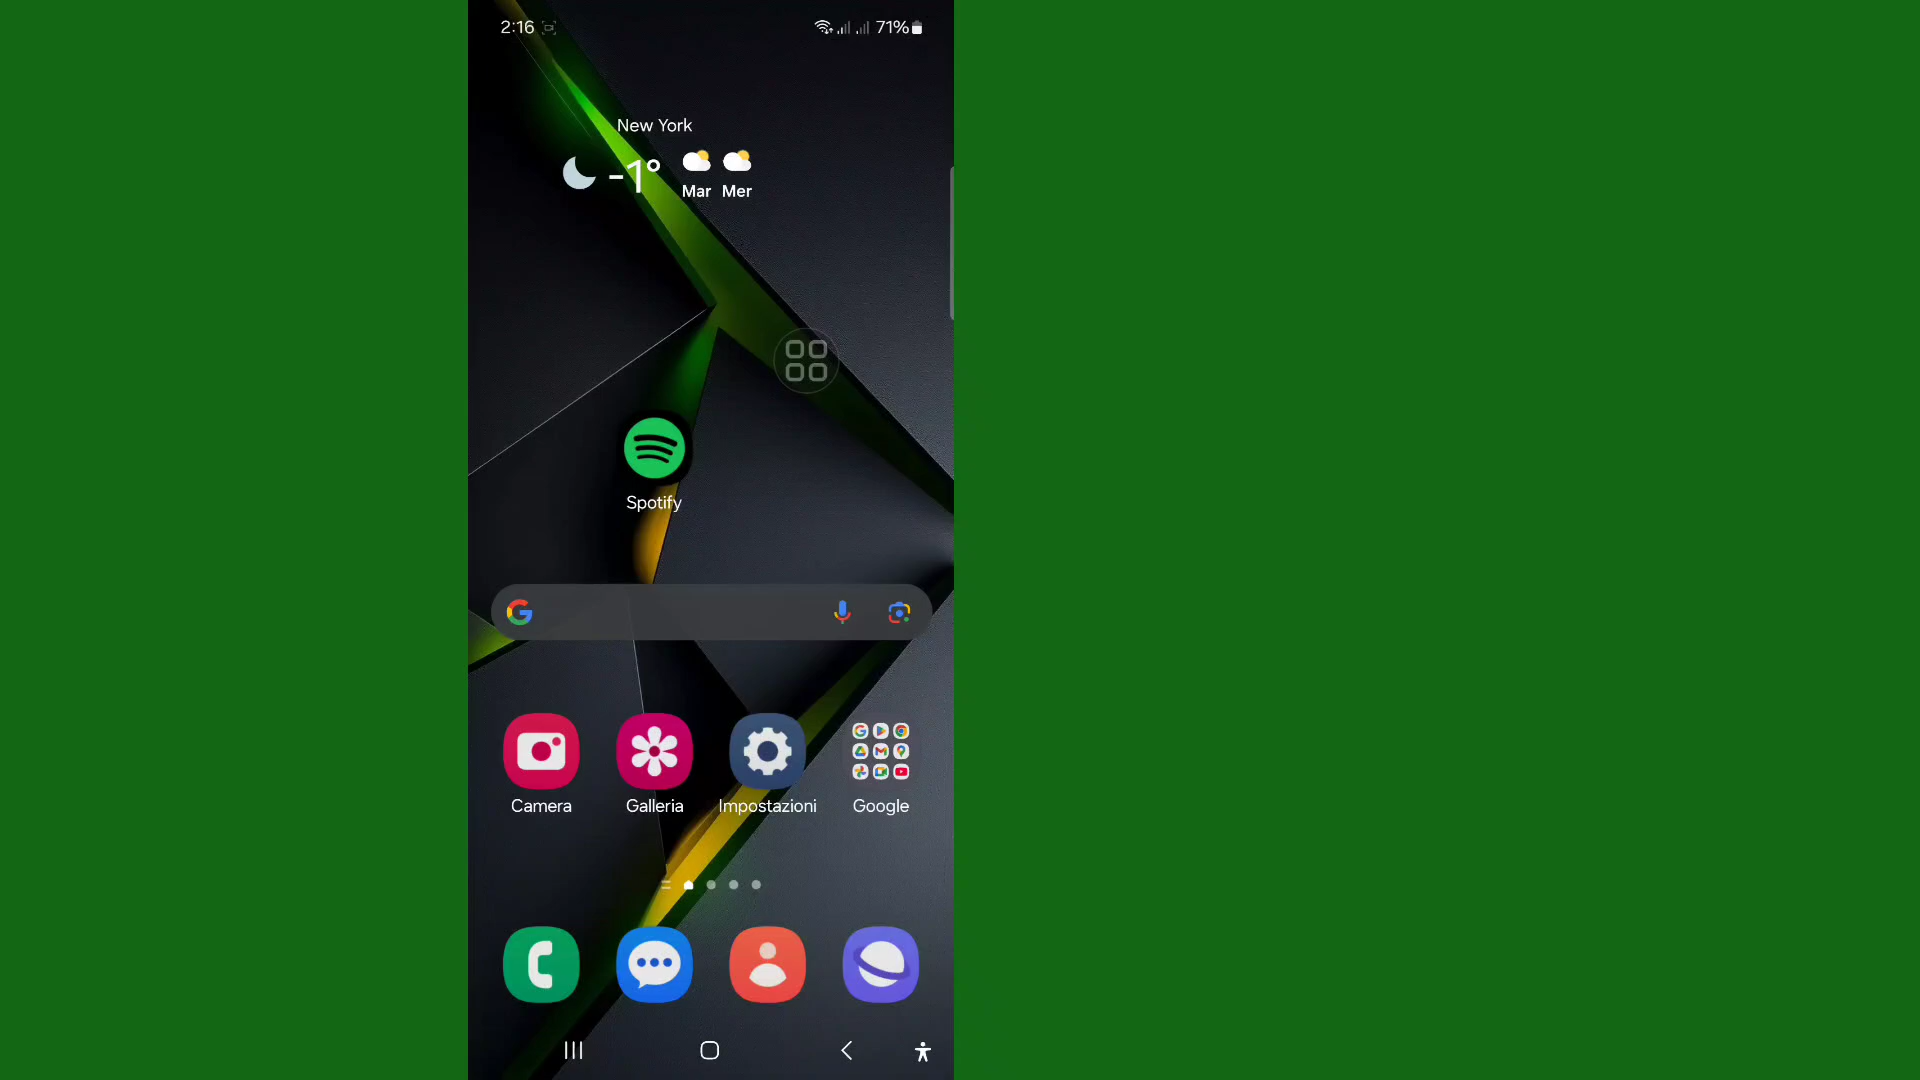 2:16
71%
New York
-1°
Mar Mer
Spotify
Camera Galleria Impostazioni Google